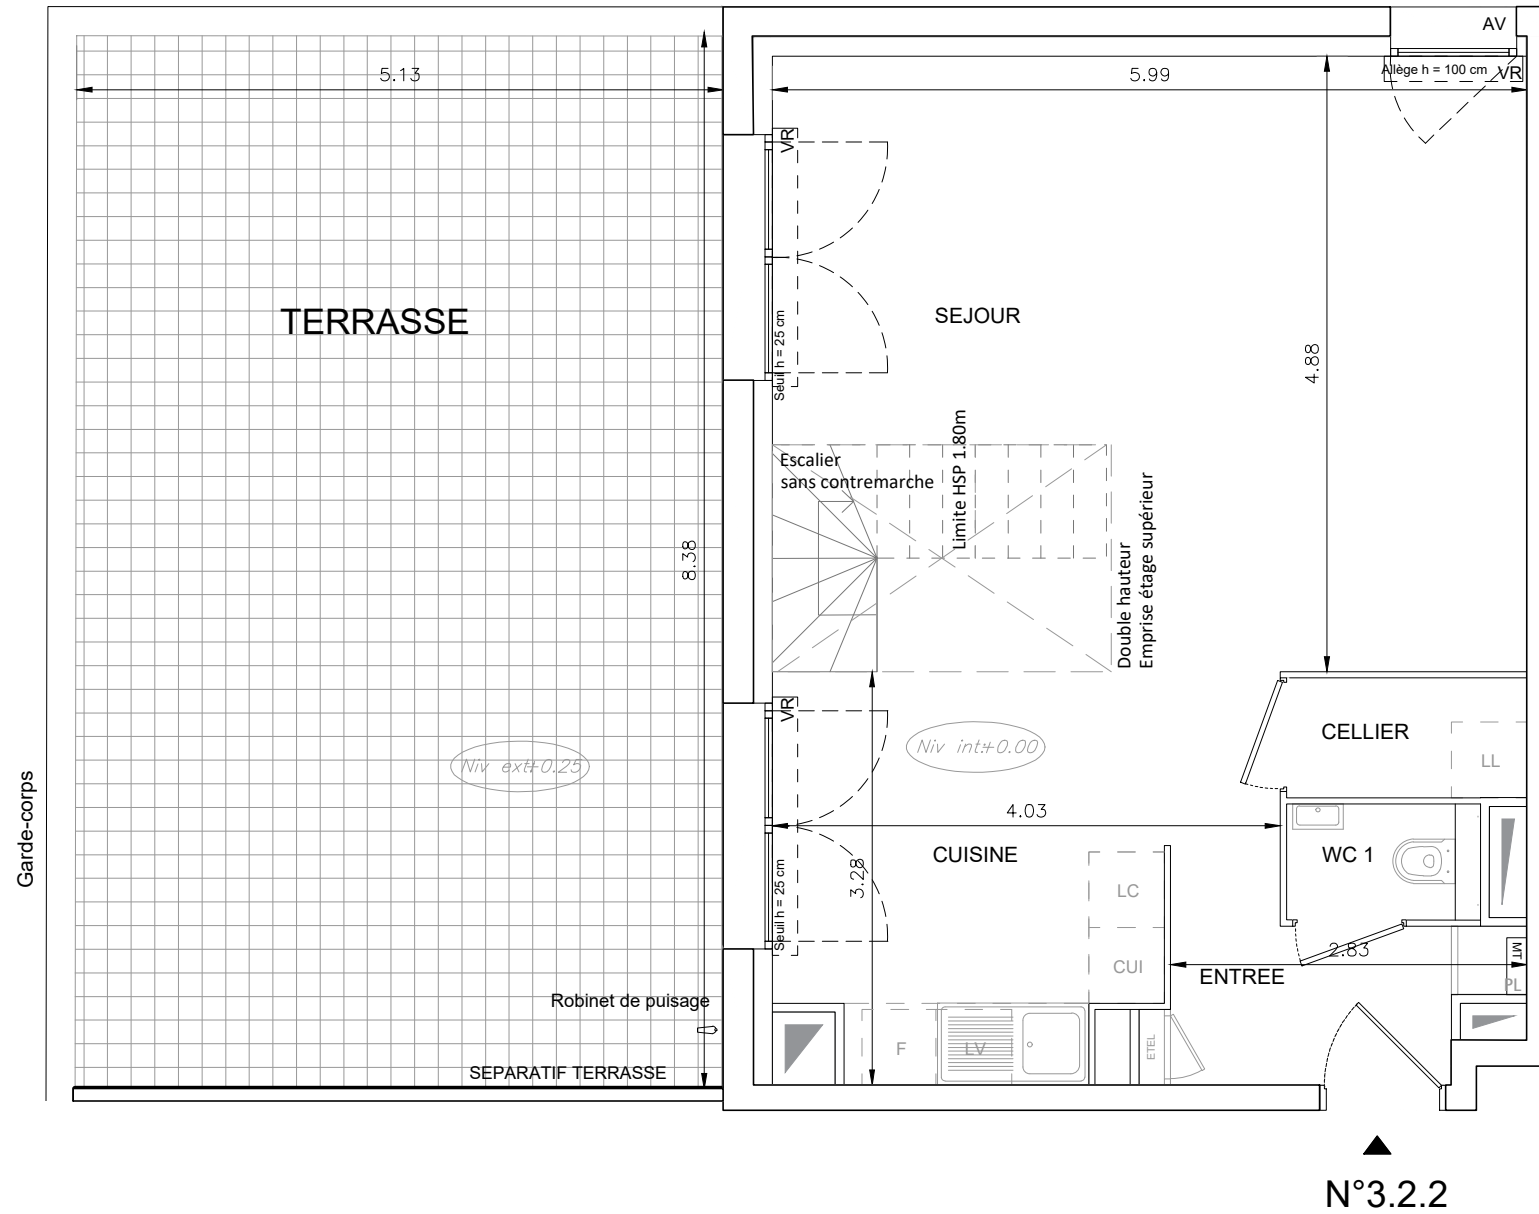 AV
Allège h = 100 cm
VR
5.13
5.99
VR
TERRASSE
SEJOUR
Seuil h = 25 cm
4.88
Escalier
sans contremarche
Limite HSP 1.80m
Double hauteur
Emprise étage supérieur
8.38
VR
CELLIER
LL
Niv ext:+0.25
Niv int:+0.00
4.03
Garde-corps
CUISINE
WC 1
3.28
LC
Seuil h = 25 cm
2.83
MT
CUI
ENTREE
PL
Robinet de puisage
F
LV
ETEL
SEPARATIF TERRASSE
N°3.2.2